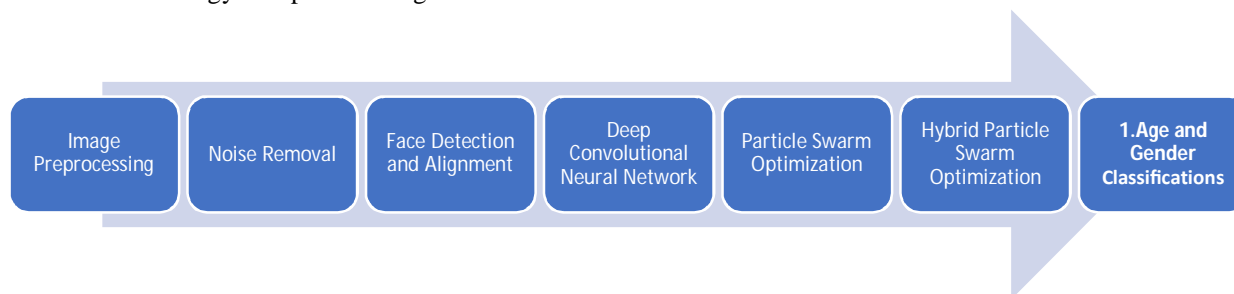 Image
Preprocessing
Noise Removal
Face Detection
and Alignment
Deep
Convolutional
Neural Network
Particle Swarm
Optimization
Hybrid Particle
Swarm
Optimization
1.Age and
Gender
Classifications